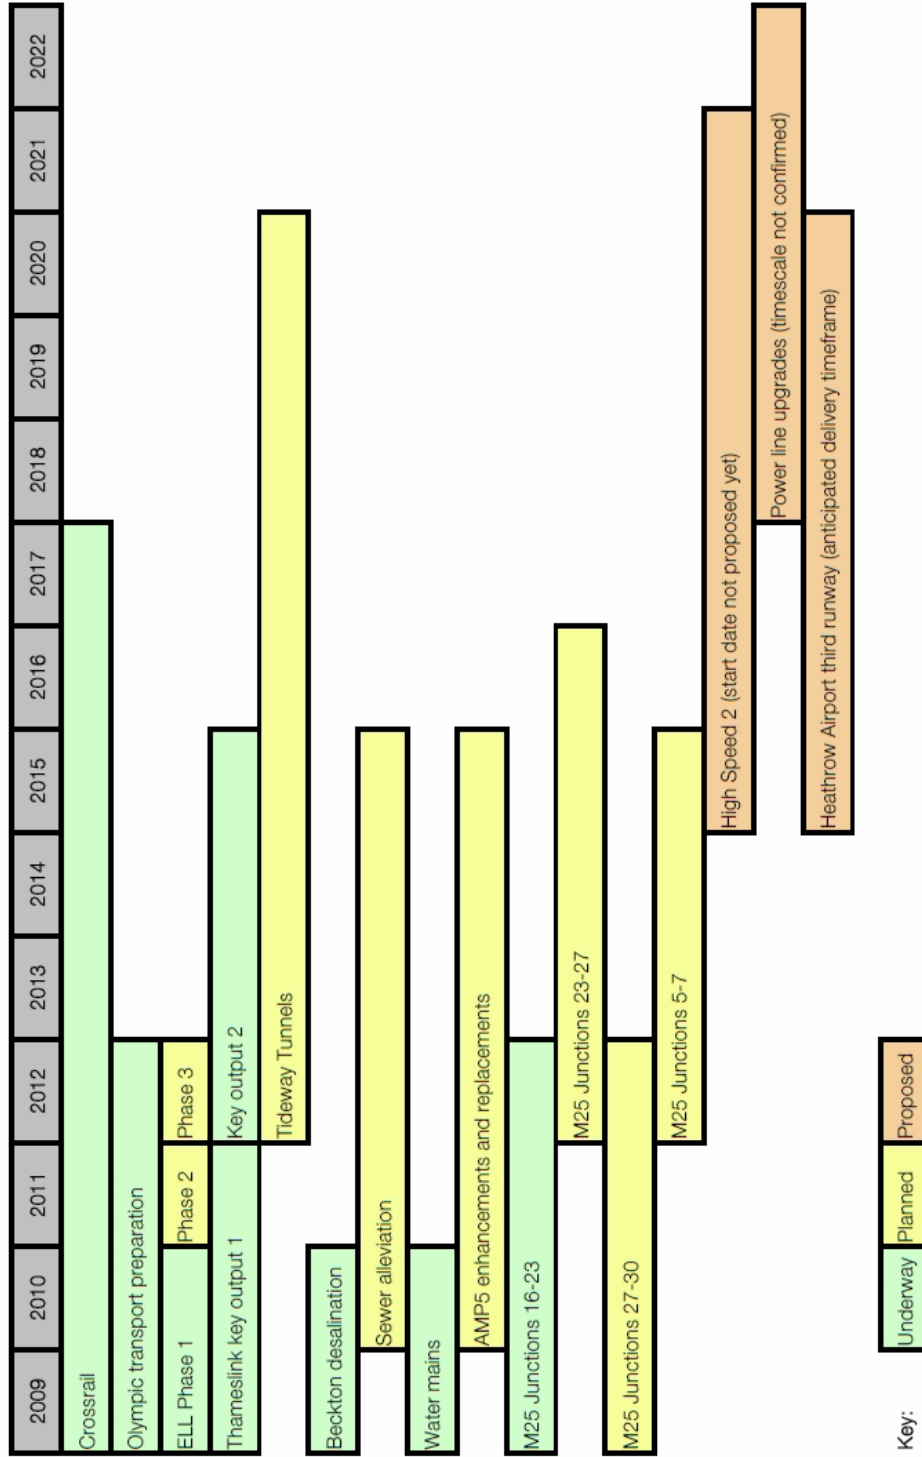 2009 2010 2011 2012 2013 2014 2015 2016 2017 2018 2019 2020 2021 2022
Crossrail
Olympic transport preparation
ELL Phase 1 Phase 2 Phase 3
Thameslink key output 1 Key output 2
Tideway Tunnels
Beckton desalination
Sewer alleviation
Water mains
AMP5 enhancements and replacements
M25 Junctions 16-23
M25 Junctions 23-27
M25 Junctions 27-30
M25 Junctions 5-7
High Speed 2 (start date not proposed yet)
Power line upgrades (timescale not confirmed)
Heathrow Airport third runway (anticipated delivery timeframe)
Key: Underway Planned Proposed